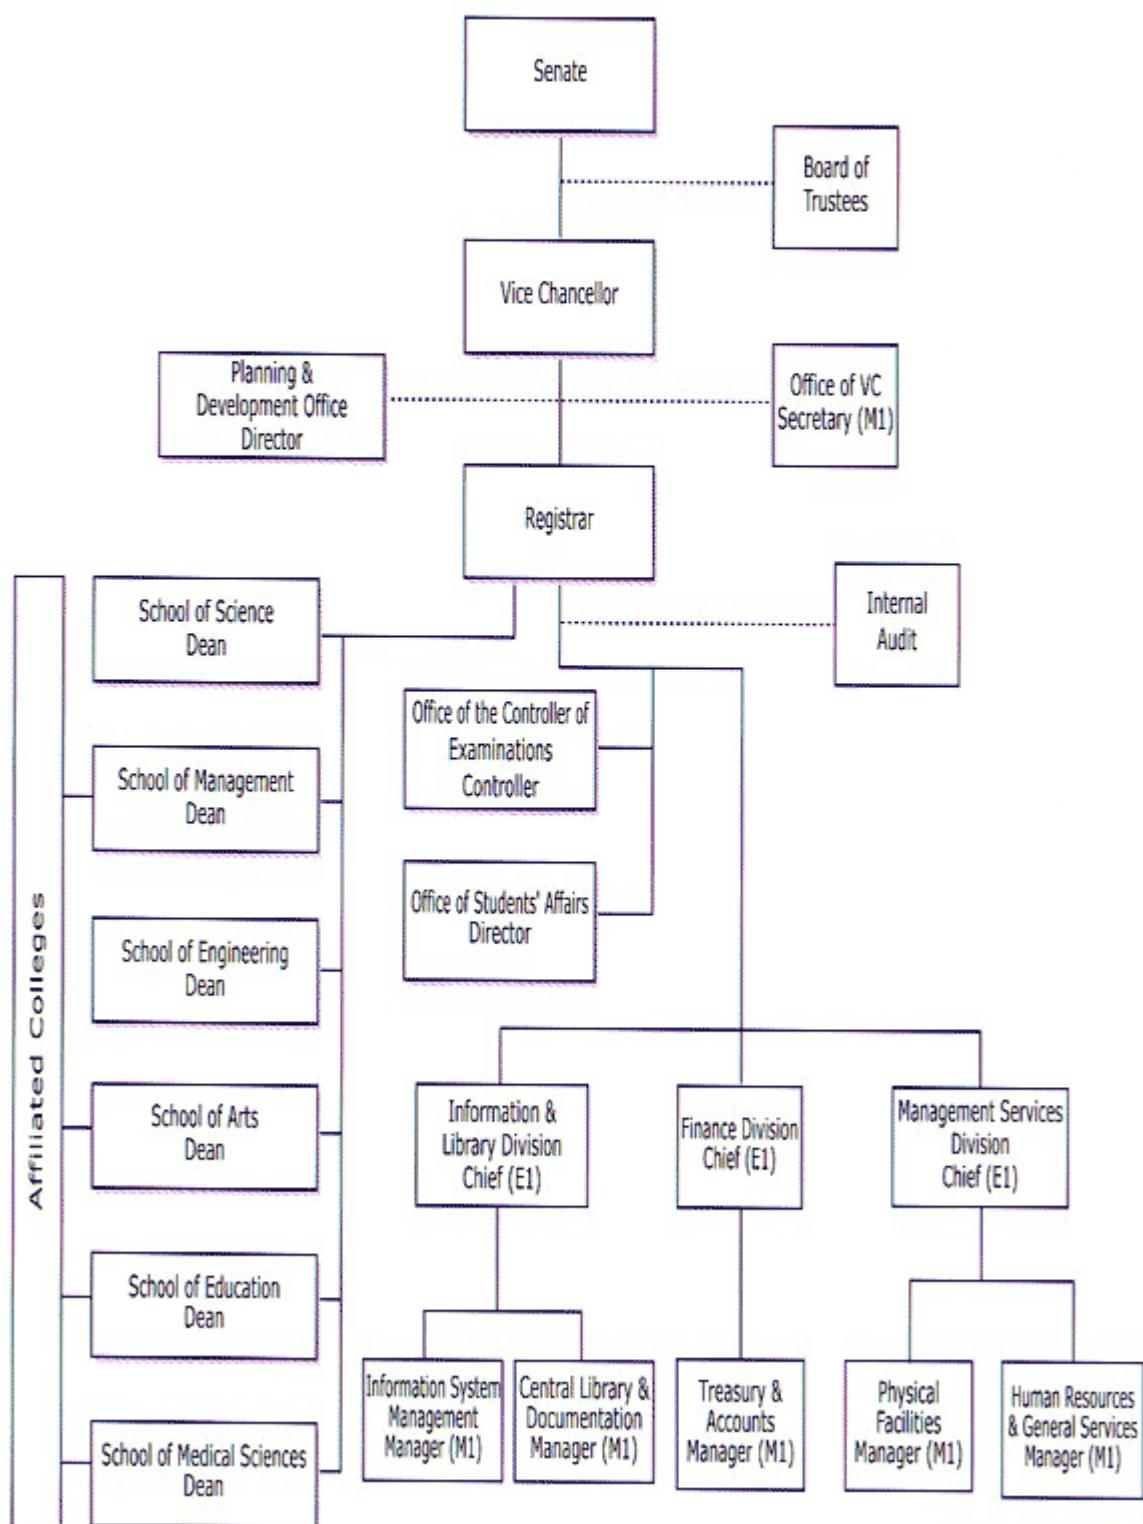 Senate
Board of
Trustees
Vice Chancellor
Planning &
Development Office
Director
Office of VC
Secretary (M1)
Registrar
Internal
Audit
Affiliated Colleges
School of Science
Dean
School of Management
Dean
School of Engineering
Dean
School of Arts
Dean
School of Education
Dean
School of Medical Sciences
Dean
Office of the Controller of
Examinations
Controller
Office of Students' Affairs
Director
Information &
Library Division
Chief (E1)
Finance Division
Chief (E1)
Management Services
Division
Chief (E1)
Information System
Management
Manager (M1)
Central Library &
Documentation
Manager (M1)
Treasury &
Accounts
Manager (M1)
Physical
Facilities
Manager (M1)
Human Resources
& General Services
Manager (M1)